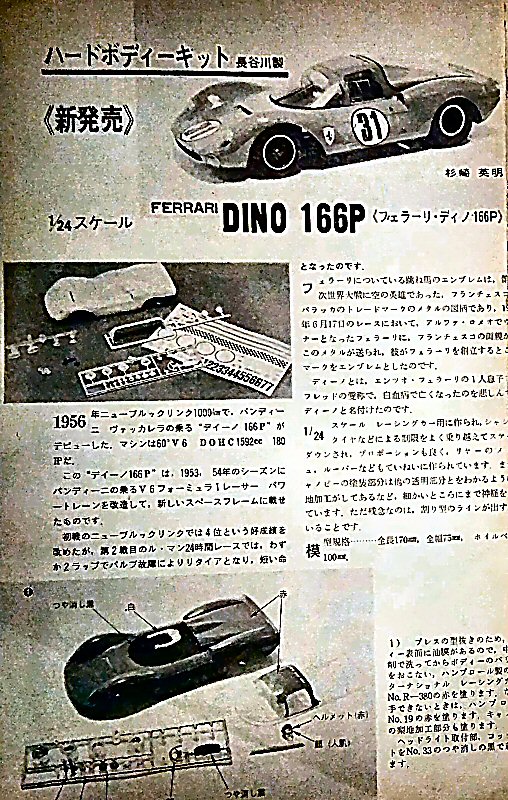 ハードボディーキット 長谷川製
《新発売》
31
杉崎 英明
1/24スケール
FERRARI DINO 166P 〈フェラーリ・ディノ・166P〉
1956年ニューブルックリンク1000kmで、バンディー
ニ ヴァッカレラの乗る“デイーノ 166P”が
デビューした。マシンは60°V6 DOHC1592cc 180
IPだ.
この“デイーノ166P”は、1953, 54年のシーズンに
バンディーニの乗るV6フォーミュラIレーサー パワ
ートレーンを改造して、新しいスペースフレームに載せ
たものです.
初戦のニューブルックリンクでは4位という好成績を
改めたが、第2戦目のル・マン24時間レースでは、わず
か2ラップでバルブ故障によりリタイアとなり、短い命
となったのです.
フェラーリについている跳ね馬のエンブレムは、
次世界大戦に空の英雄であった、フランチェスコ
バラッカのトレードマークのメタルの図柄であり、
年6月17日のレースにおいて、アルファ・ロメオで
ナーとなったフェラーリに、フランチェスコの両親が
このメタルが送られ、彼がフェラーリを創立すると
マークをエンブレムとしたのです.
ディーノとは、エンツオ・フェラーリの1人息子
フレッドの愛称で、白血病で亡くなったのを悲しん
ディーノと名付けたのです.
1/24スケール レーシングカー用に作られ,
タイヤなどによる制限をよく乗り越えてスケ
ダウンされ、プロポーションも良く、リヤーのメ
ュ、ルーバーなどもていねいに作られています.
ャノピーの塗装部分は他の透明部分とをわかるよう
地加工がしてあるなど、細かいところにまで神経を
ています. ただ残念なのは、割り型のラインが出す
いることです.
模型規格………全長170mm, 全幅75mm, ホイルベ
100mm.
①
つや消し黒
白
赤
ヘルメット(赤)
顔(人肌)
つや消し黒
1) プレスの型抜きのため,
ィー表面に油膜があるので,
剤で洗ってからボディーの
をおこない、ハンブロール製の
ターナショナル レーシング
No.R—380の赤を塗ります.
手できないときは、ハンブロ
No.19の赤を塗ります. キャ
の梨地加工部分も塗ります.
ヘッドライト取付部、コッ
トをNo.33のつや消しの黒で
ます.